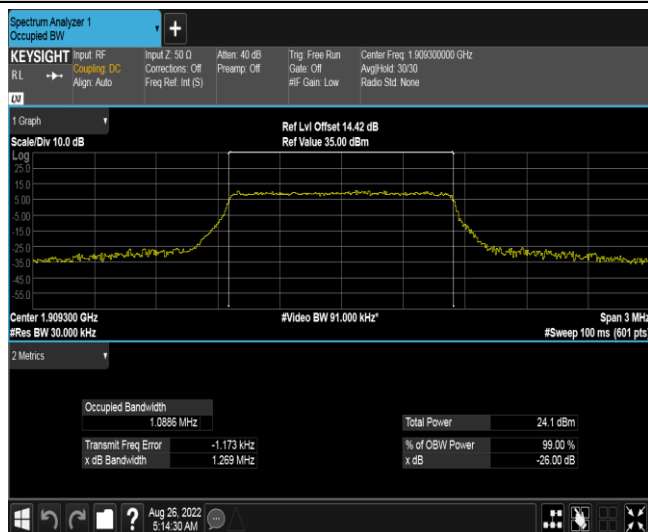 Spectrum Analyzer 1
Occupied BW
+
KEYSIGHT Input: RF Input Z: 50 Ω Atten: 40 dB Trig: Free Run Center Freq: 1.909300000 GHz
RL Coupling: DC Corrections: Off Preamp: Off Gate: Off Avg|Hold: 30/30
Align: Auto Freq Ref: Int (S) #IF Gain: Low Radio Std: None
LXI
1 Graph
Ref Lvl Offset 14.42 dB
Scale/Div 10.0 dB Ref Value 35.00 dBm
Log
25.0
15.0
5.00
-5.00
-15.0
-25.0
-35.0
-45.0
-55.0
Center 1.909300 GHz #Video BW 91.000 kHz* Span 3 MHz
#Res BW 30.000 kHz #Sweep 100 ms (601 pts)
2 Metrics
Occupied Bandwidth
1.0886 MHz Total Power 24.1 dBm
Transmit Freq Error -1.173 kHz % of OBW Power 99.00 %
x dB Bandwidth 1.269 MHz x dB -26.00 dB
? Aug 26, 2022
5:14:30 AM